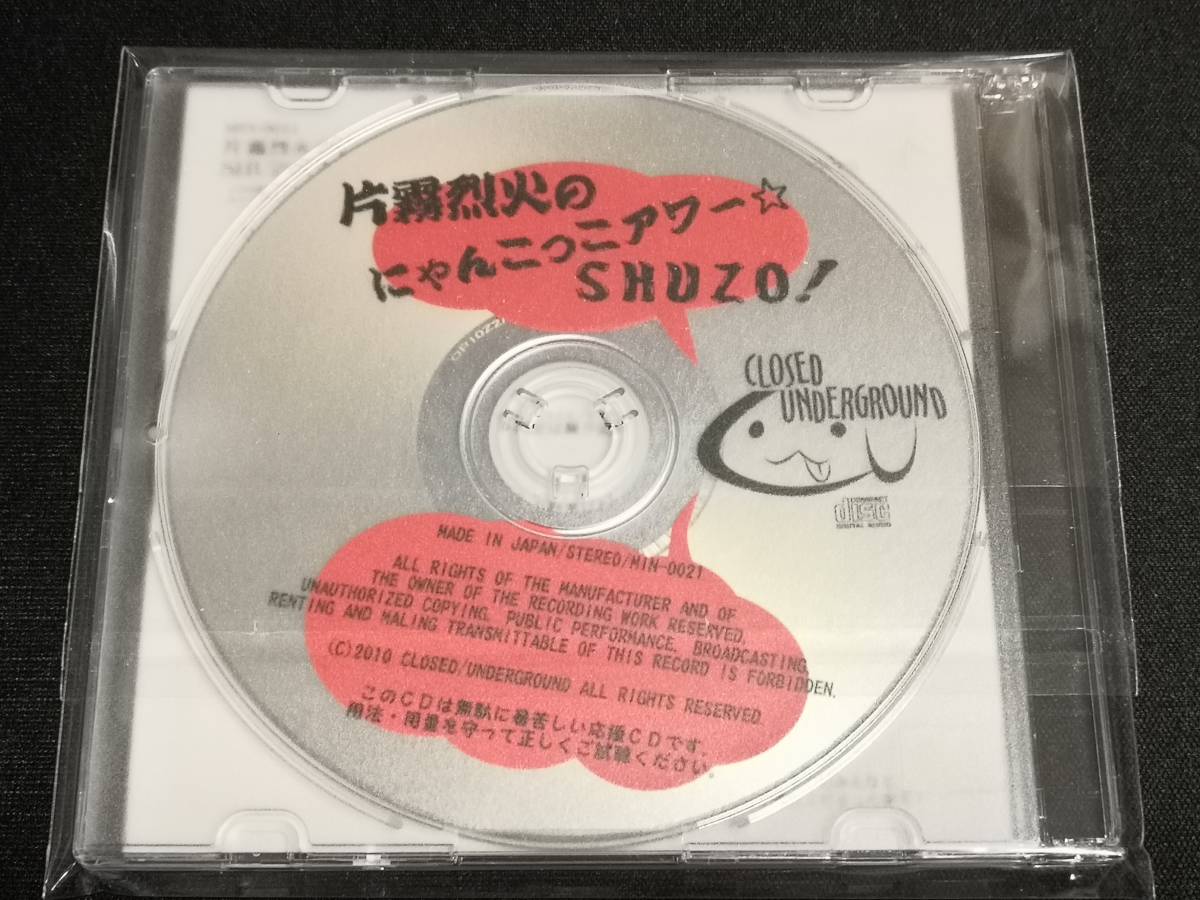 片霧烈火の
にゃんこっこアワー☆
SHUZO!
CLOSED
UNDERGROUND
COMPACT
disc
DIGITAL AUDIO
MADE IN JAPAN/STEREO/MIN-0021
ALL RIGHTS OF THE MANUFACTURER AND OF
THE OWNER OF THE RECORDING WORK RESERVED.
UNAUTHORIZED COPYING. PUBLIC PERFORMANCE. BROADCASTING.
RENTING AND MALING TRANSMITTABLE OF THIS RECORD IS FORBIDDEN.
(C)2010 CLOSED/UNDERGROUND ALL RIGHTS RESERVED.
このCDは無駄に暑苦しい応援CDです。
用法・用量を守って正しくご試聴ください。